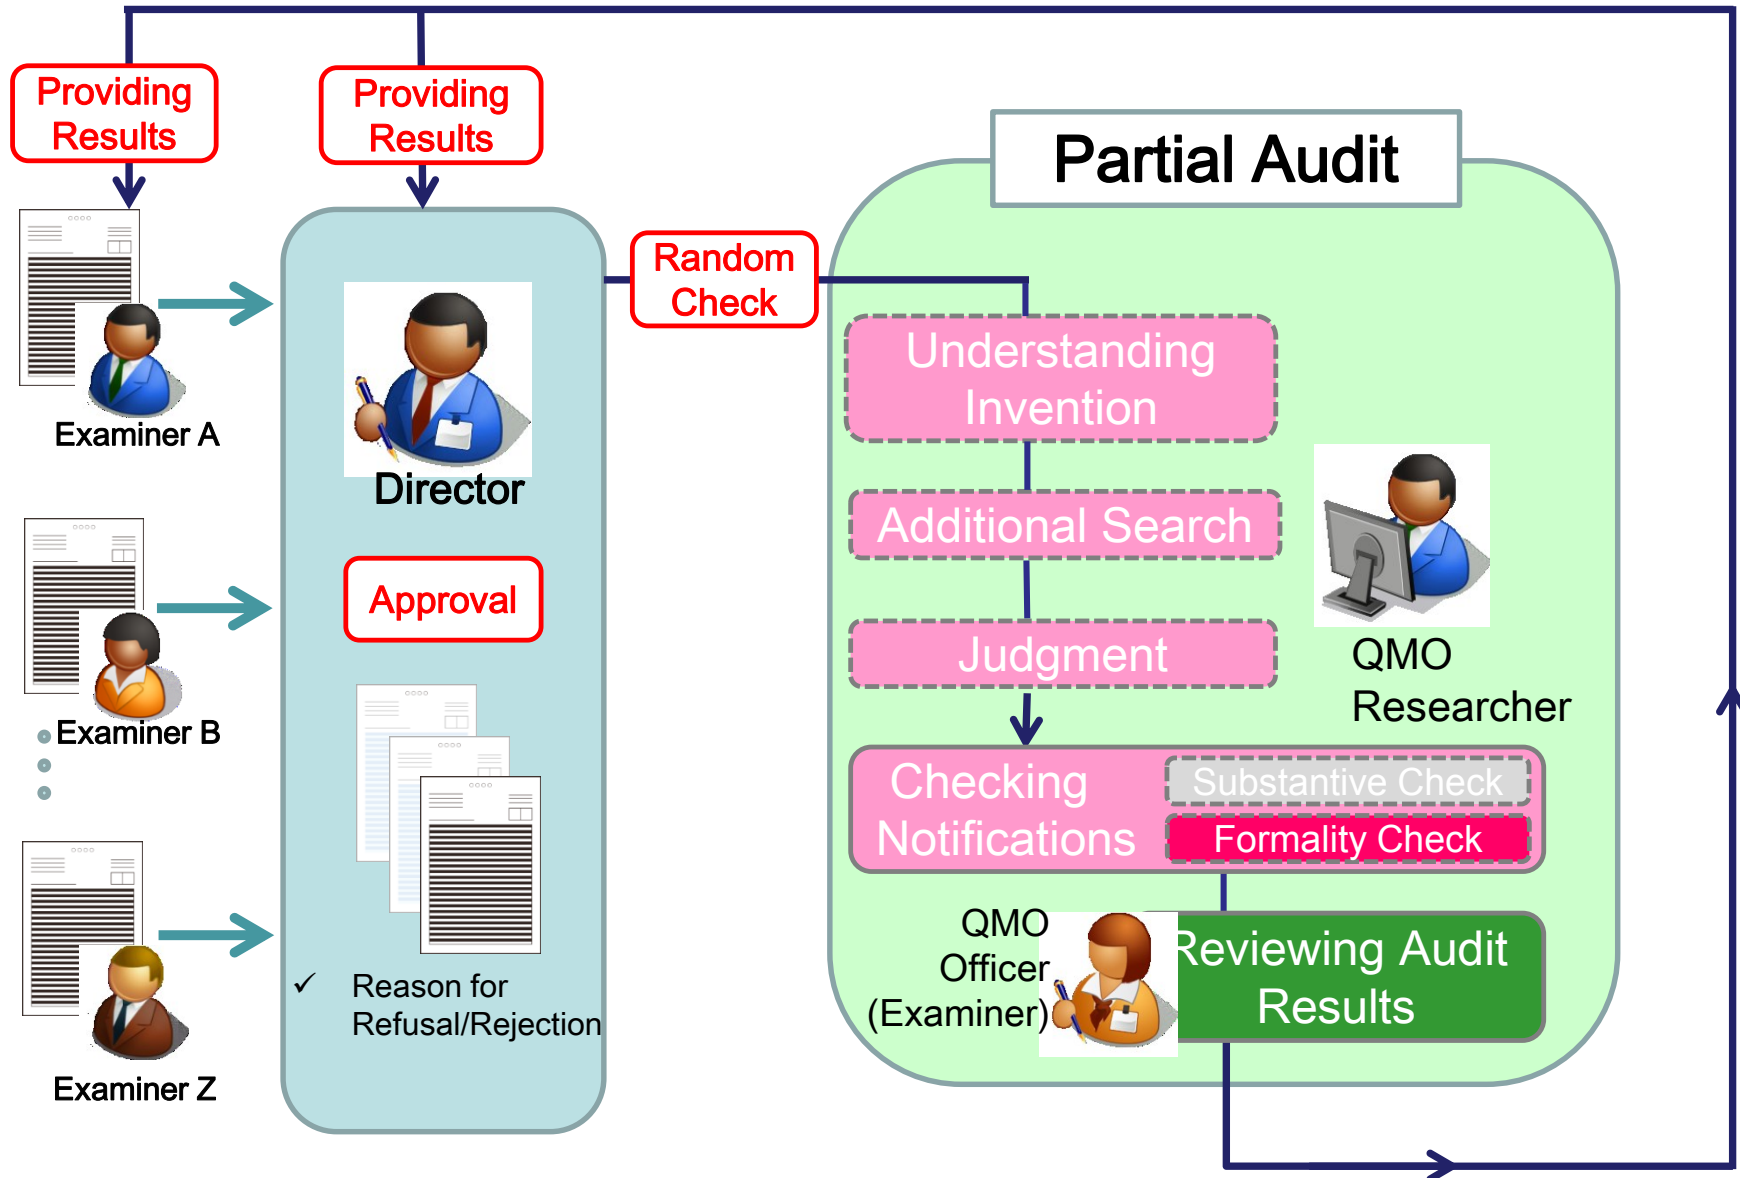 Providing
Results
Providing
Results
Partial Audit
Random
Check
Examiner A
Director
Understanding
Invention
Additional Search
Approval
Judgment
QMO
Researcher
Examiner B
Checking
Notifications
Substantive Check
Formality Check
QMO
Officer
(Examiner)
Reviewing Audit
Results
✓ Reason for
Refusal/Rejection
Examiner Z